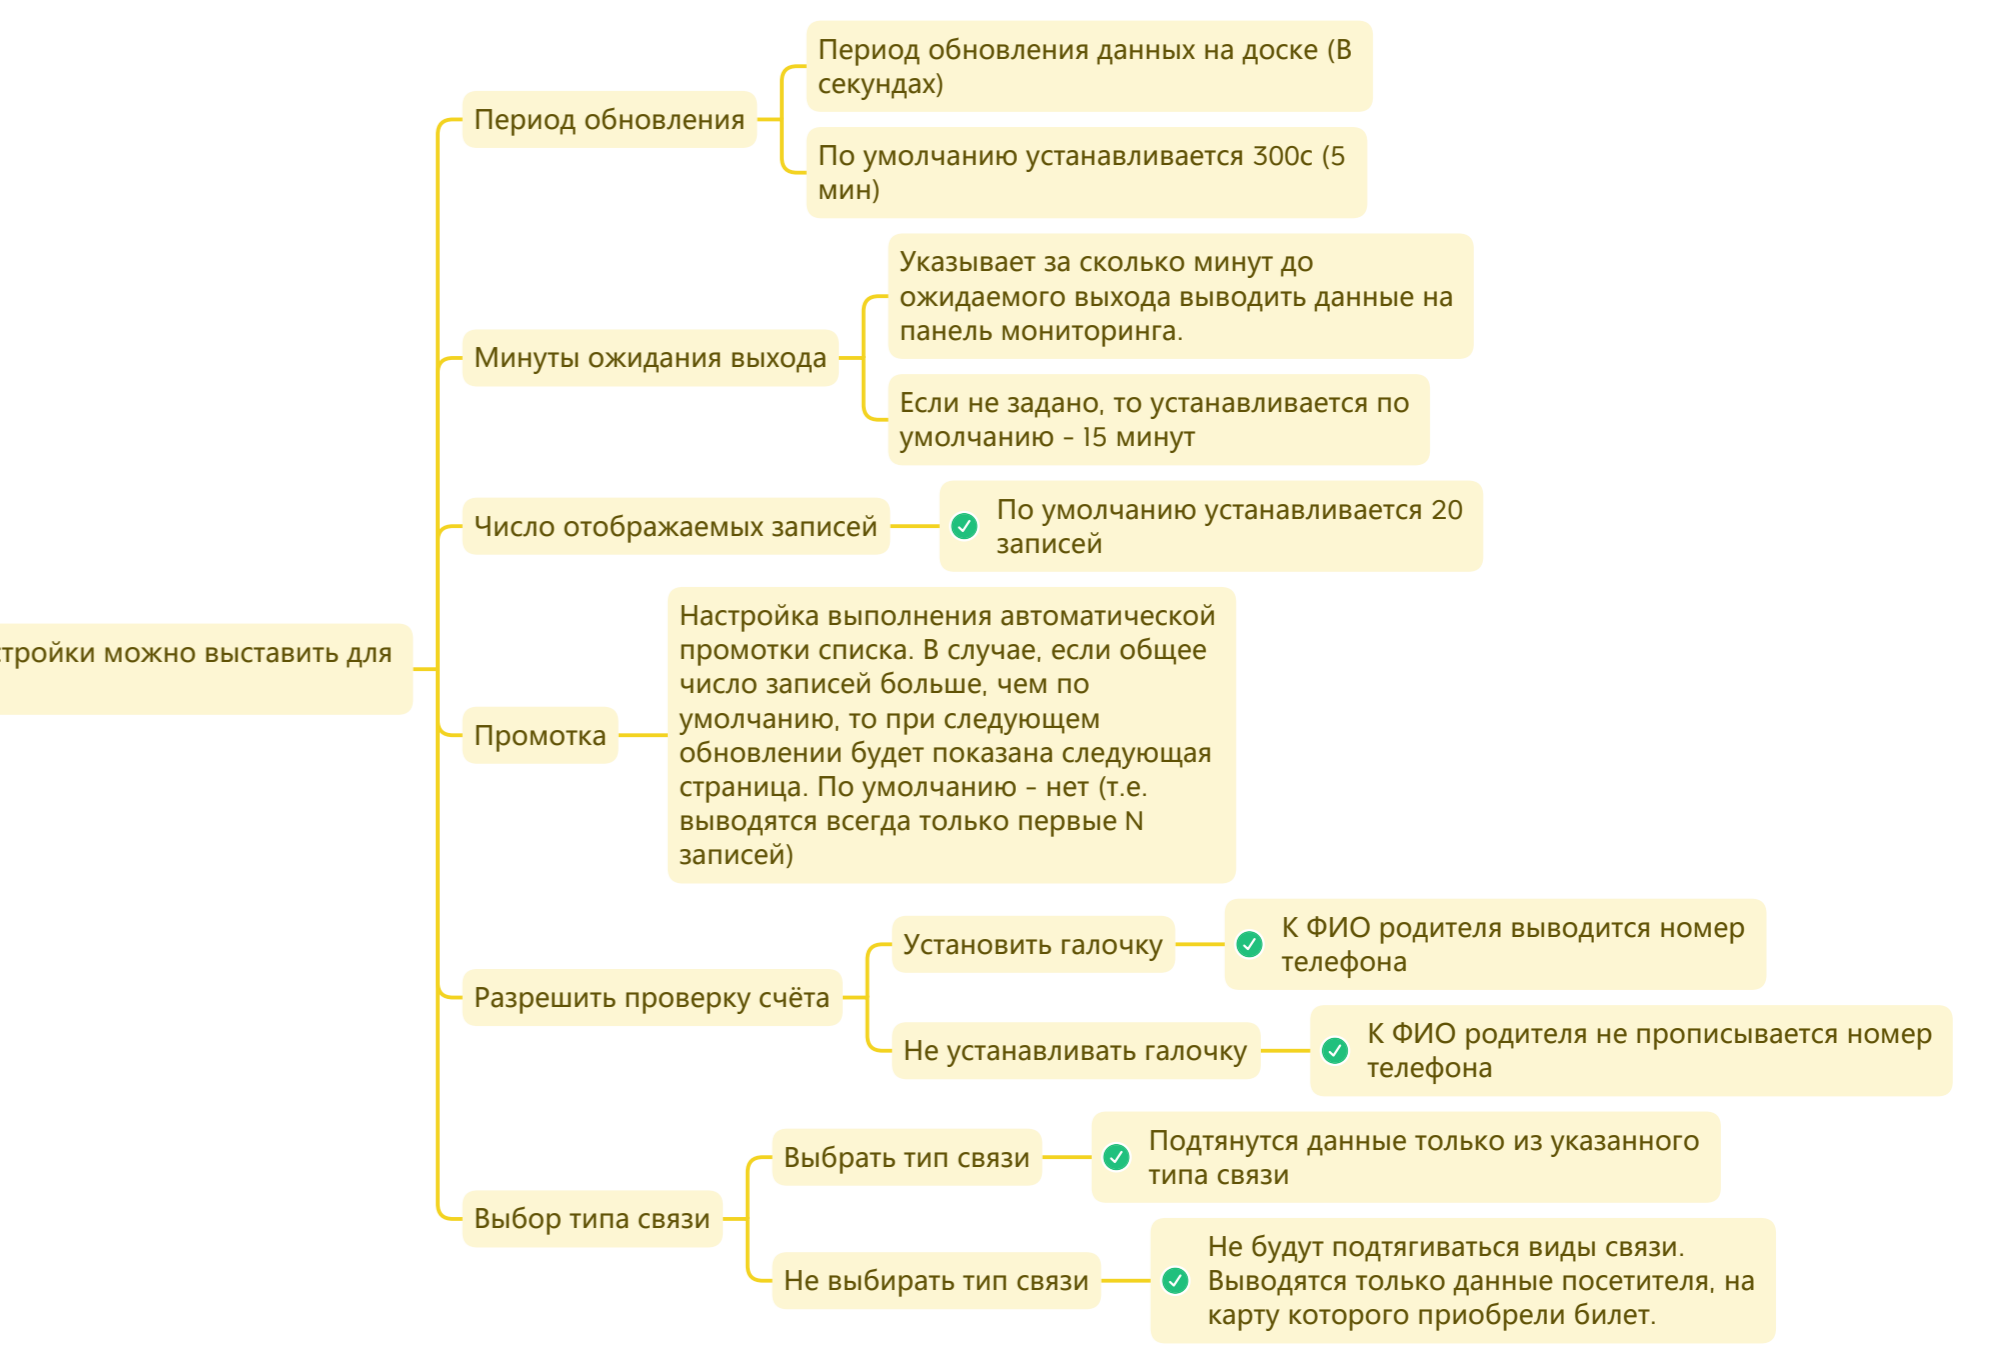 Период обновления данных на доске (В
секундах)
Период обновления
По умолчанию устанавливается 300с (5
мин)
Указывает за сколько минут до
ожидаемого выхода выводить данные на
панель мониторинга.
Минуты ожидания выхода
Если не задано, то устанавливается по
умолчанию - 15 минут
Число отображаемых записей
По умолчанию устанавливается 20
записей
можно выставить для
Промотка
Настройка выполнения автоматической
промотки списка. В случае, если общее
число записей больше, чем по
умолчанию, то при следующем
обновлении будет показана следующая
страница. По умолчанию - нет (т.е.
выводятся всегда только первые N
записей)
Разрешить проверку счёта
Установить галочку
К ФИО родителя выводится номер
телефона
Не устанавливать галочку
К ФИО родителя не прописывается номер
телефона
Выбор типа связи
Выбрать тип связи
Подтянутся данные только из указанного
типа связи
Не выбирать тип связи
Не будут подтягиваться виды связи.
Выводятся только данные посетителя, на
карту которого приобрели билет.